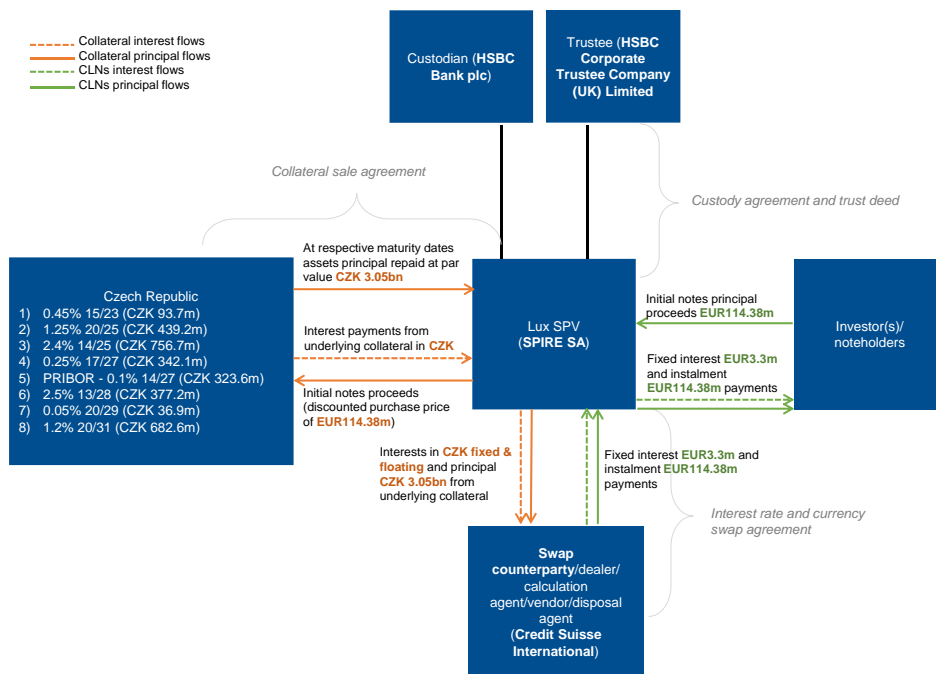 Collateral interest flows
Collateral principal flows
CLNs interest flows
CLNs principal flows
Custodian (HSBC
Bank plc)
Trustee (HSBC
Corporate
Trustee Company
(UK) Limited
Collateral sale agreement
Custody agreement and trust deed
At respective maturity dates
assets principal repaid at par
value CZK 3.05bn
Czech Republic
1) 0.45% 15/23 (CZK 93.7m)
2) 1.25% 20/25 (CZK 439.2m)
3) 2.4% 14/25 (CZK 756.7m)
4) 0.25% 17/27 (CZK 342.1m)
5) PRIBOR - 0.1% 14/27 (CZK 323.6m)
6) 2.5% 13/28 (CZK 377.2m)
7) 0.05% 20/29 (CZK 36.9m)
8) 1.2% 20/31 (CZK 682.6m)
Interest payments from
underlying collateral in CZK
Initial notes proceeds
(discounted purchase price
of EUR114.38m)
Lux SPV
(SPIRE SA)
Initial notes principal
proceeds EUR114.38m
Fixed interest EUR3.3m
and instalment
EUR114.38m payments
Investor(s)/
noteholders
Interests in CZK fixed &
floating and principal
CZK 3.05bn from
underlying collateral
Fixed interest EUR3.3m and
instalment EUR114.38m
payments
Interest rate and currency
swap agreement
Swap
counterparty/dealer/
calculation
agent/vendor/disposal
agent
(Credit Suisse
International)